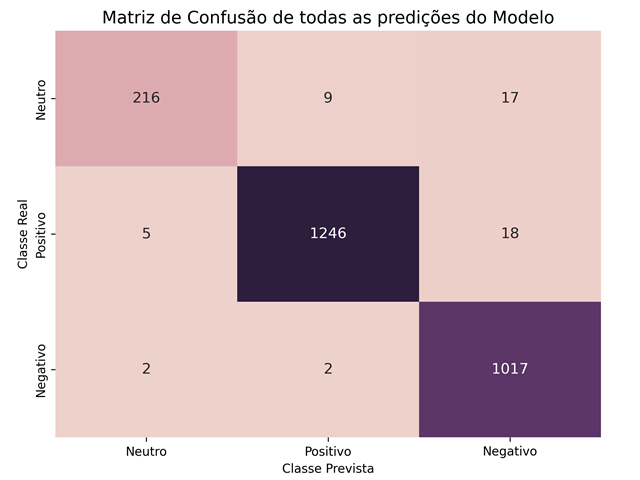 Matriz de Confusão de todas as predições do Modelo
Classe Real
Neutro
216 9 17
Positivo
5 1246 18
Negativo
2 2 1017
Neutro Positivo Negativo
Classe Prevista